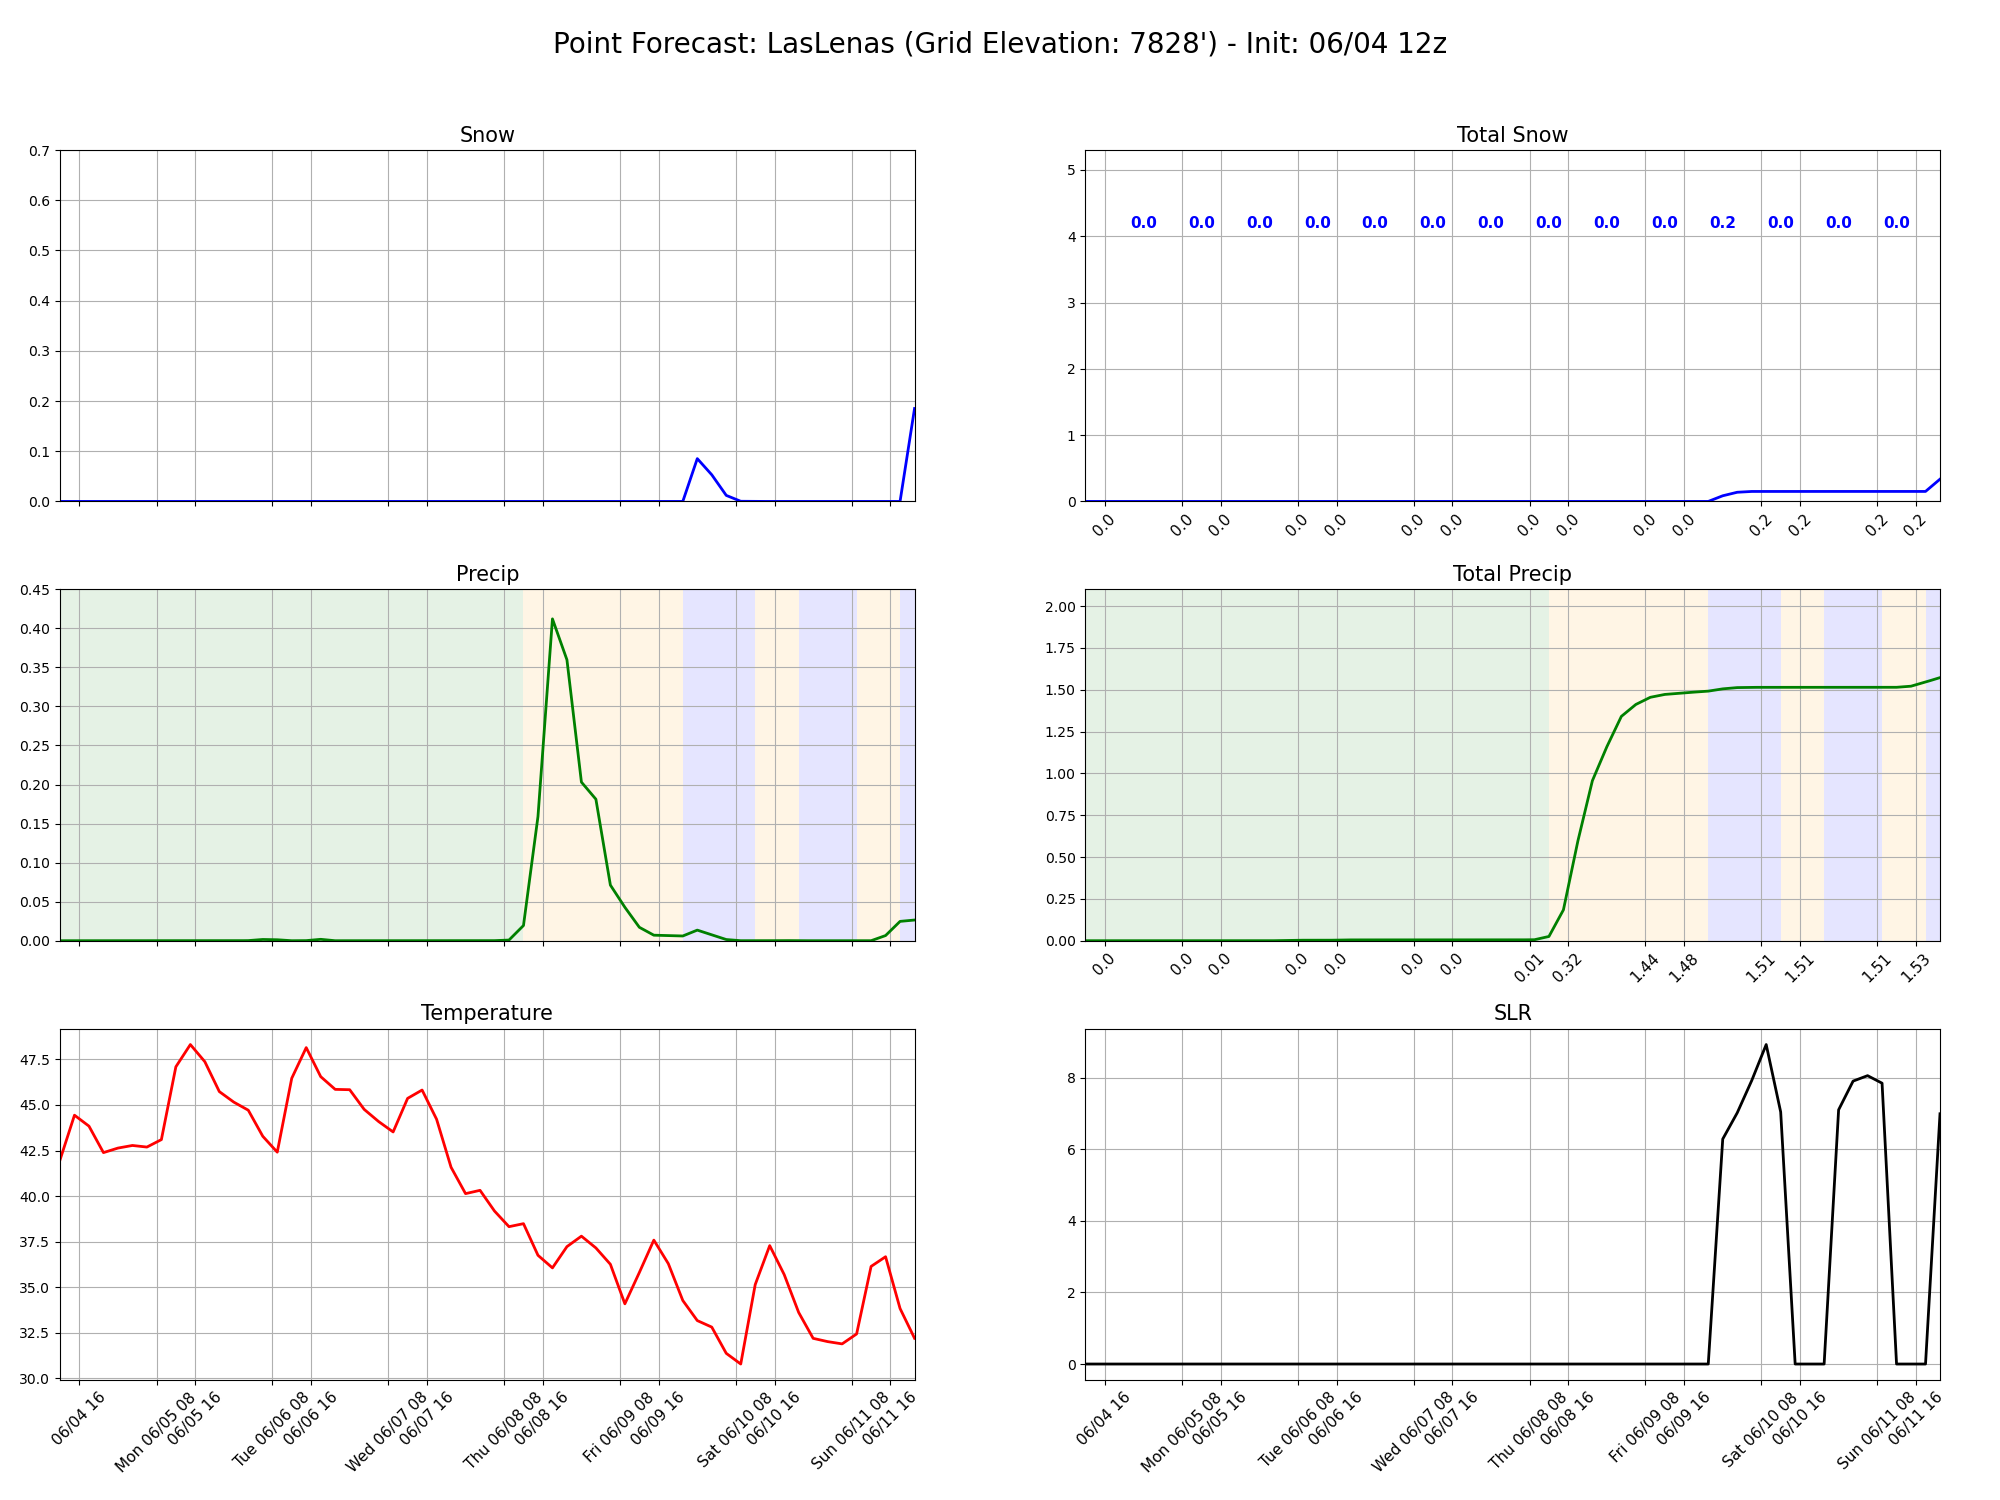 Point Forecast: LasLenas (Grid Elevation: 7828') - Init: 06/04 12z
Snow
0.7
0.6
0.5
0.4
0.3
0.2
0.1
0.0
Total Snow
5
4
3
2
1
0
0.0 0.0 0.0 0.0 0.0 0.0 0.0 0.0 0.0 0.0 0.2 0.0 0.0 0.0
0.0 0.0 0.0 0.0 0.0 0.0 0.0 0.0 0.0 0.0 0.0 0.2 0.2 0.2 0.2
Precip
0.45
0.40
0.35
0.30
0.25
0.20
0.15
0.10
0.05
0.00
Total Precip
2.00
1.75
1.50
1.25
1.00
0.75
0.50
0.25
0.00
0.0 0.0 0.0 0.0 0.0 0.0 0.0 0.01 0.32 1.44 1.48 1.51 1.51 1.51 1.53
Temperature
47.5
45.0
42.5
40.0
37.5
35.0
32.5
30.0
06/04 16
Mon 06/05 08
06/05 16
Tue 06/06 08
06/06 16
Wed 06/07 08
06/07 16
Thu 06/08 08
06/08 16
Fri 06/09 08
06/09 16
Sat 06/10 08
06/10 16
Sun 06/11 08
06/11 16
SLR
8
6
4
2
0
06/04 16
Mon 06/05 08
06/05 16
Tue 06/06 08
06/06 16
Wed 06/07 08
06/07 16
Thu 06/08 08
06/08 16
Fri 06/09 08
06/09 16
Sat 06/10 08
06/10 16
Sun 06/11 08
06/11 16